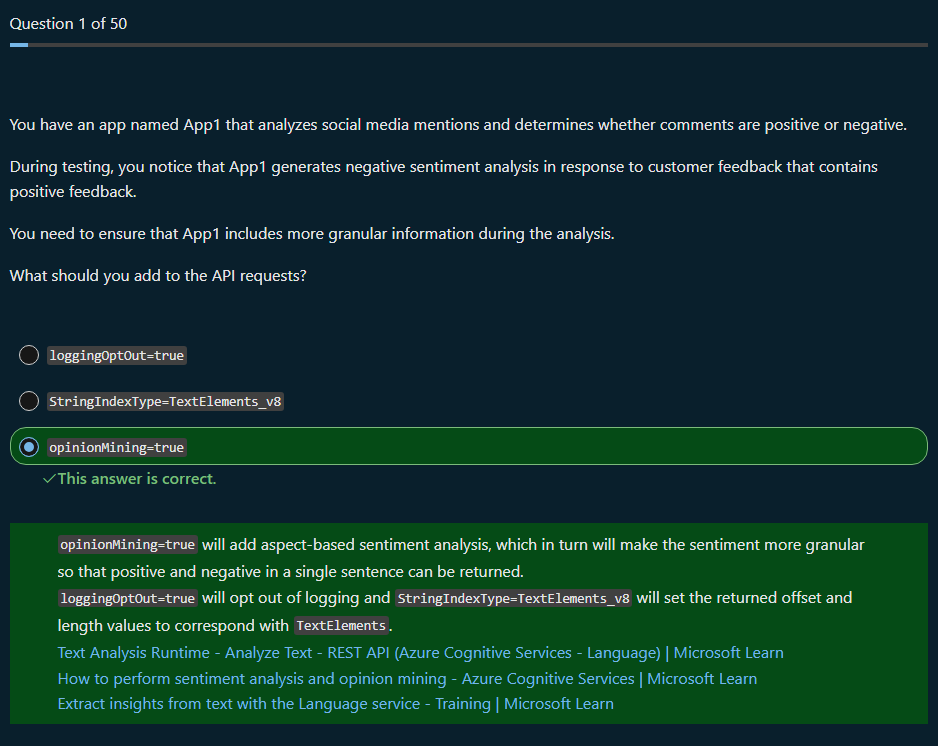 Question 1 of 50
You have an app named App1 that analyzes social media mentions and determines whether comments are positive or negative.
During testing, you notice that App1 generates negative sentiment analysis in response to customer feedback that contains
positive feedback.
You need to ensure that App1 includes more granular information during the analysis.
What should you add to the API requests?
loggingOptOut=true
StringIndexType=TextElements_v8
opinionMining=true
✓This answer is correct.
opinionMining=true will add aspect-based sentiment analysis, which in turn will make the sentiment more granular
so that positive and negative in a single sentence can be returned.
loggingOptOut=true will opt out of logging and StringIndexType=TextElements_v8 will set the returned offset and
length values to correspond with TextElements.
Text Analysis Runtime - Analyze Text - REST API (Azure Cognitive Services - Language) | Microsoft Learn
How to perform sentiment analysis and opinion mining - Azure Cognitive Services | Microsoft Learn
Extract insights from text with the Language service - Training | Microsoft Learn